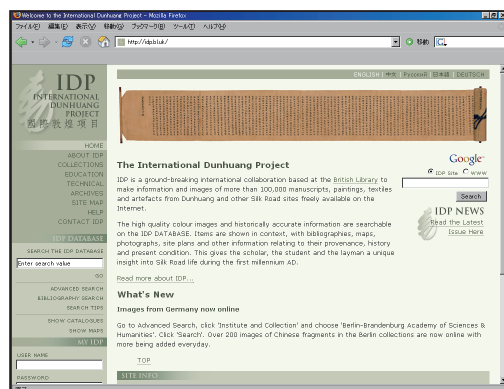 Welcome to the International Dunhuang Project - Mozilla Firefox
ファイル(F) 編集(E) 表示(V) 移動(G) ブックマーク(B) ツール(T) ヘルプ(H)
http://idp.bl.uk/
移動
ENGLISH | 中文 | Русский | 日本語 | DEUTSCH
IDP
INTERNATIONAL
DUNHUANG
PROJECT
國際敦煌項目
HOME
ABOUT IDP
COLLECTIONS
EDUCATION
TECHNICAL
ARCHIVES
SITE MAP
HELP
CONTACT IDP
IDP DATABASE
SEARCH THE IDP DATABASE
Enter search value
GO
ADVANCED SEARCH
BIBLIOGRAPHY SEARCH
SEARCH TIPS
SHOW CATALOGUES
SHOW MAPS
MY IDP
USER NAME
PASSWORD
The International Dunhuang Project
IDP is a ground-breaking international collaboration based at the British Library to
make information and images of more than 100,000 manuscripts, paintings, textiles
and artefacts from Dunhuang and other Silk Road sites freely available on the
Internet.
The high quality colour images and historically accurate information are searchable
on the IDP DATABASE. Items are shown in context, with bibliographies, maps,
photographs, site plans and other information relating to their provenance, history
and present condition. This gives the scholar, the student and the layman a unique
insight into Silk Road life during the first millennium AD.
Read more about IDP...
What's New
Images from Germany now online
Go to Advanced Search, click 'Institute and Collection' and choose 'Berlin-Brandenburg Academy of Sciences &
Humanities'. Click 'Search'. Over 200 images of Chinese fragments in the Berlin collections are now online with
more being added everyday.
TOP
SITE INFO
Google
IDP Site WWW
Search
IDP NEWS
Read the Latest
Issue Here
完了